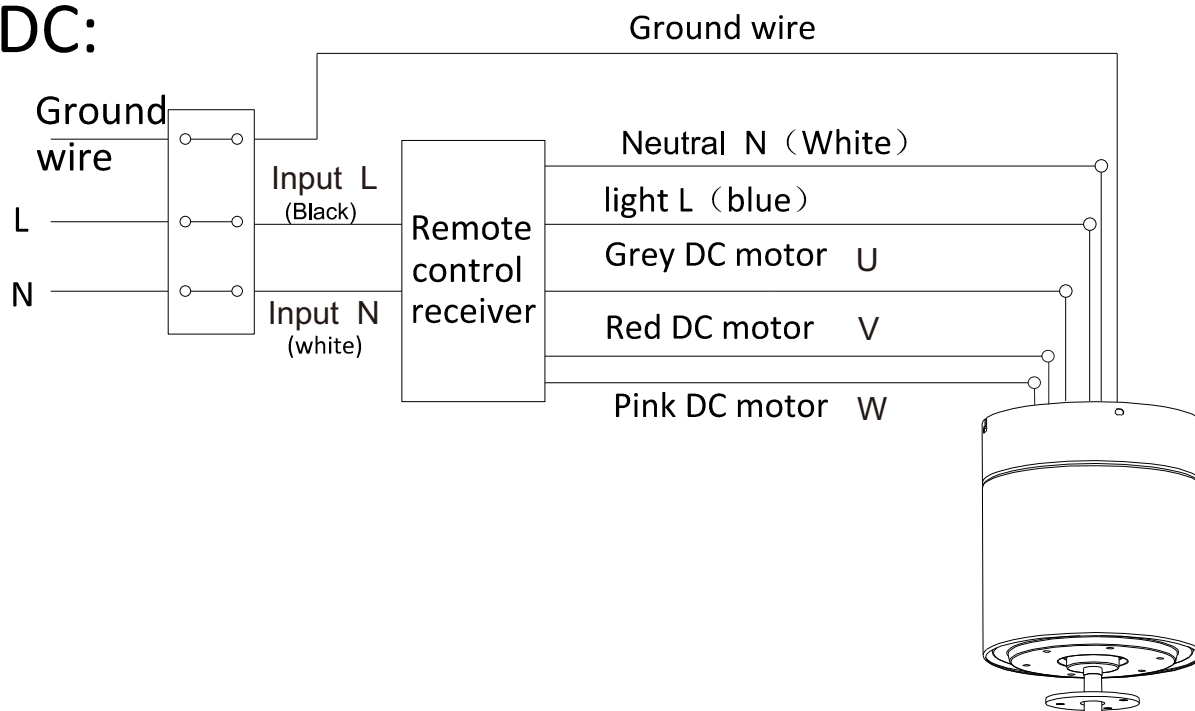 DC:
Ground wire
Ground
wire
Input L
(Black)
L
N
Input N
(white)
Remote
control
receiver
Neutral N（White）
light L（blue）
Grey DC motor U
Red DC motor V
Pink DC motor W